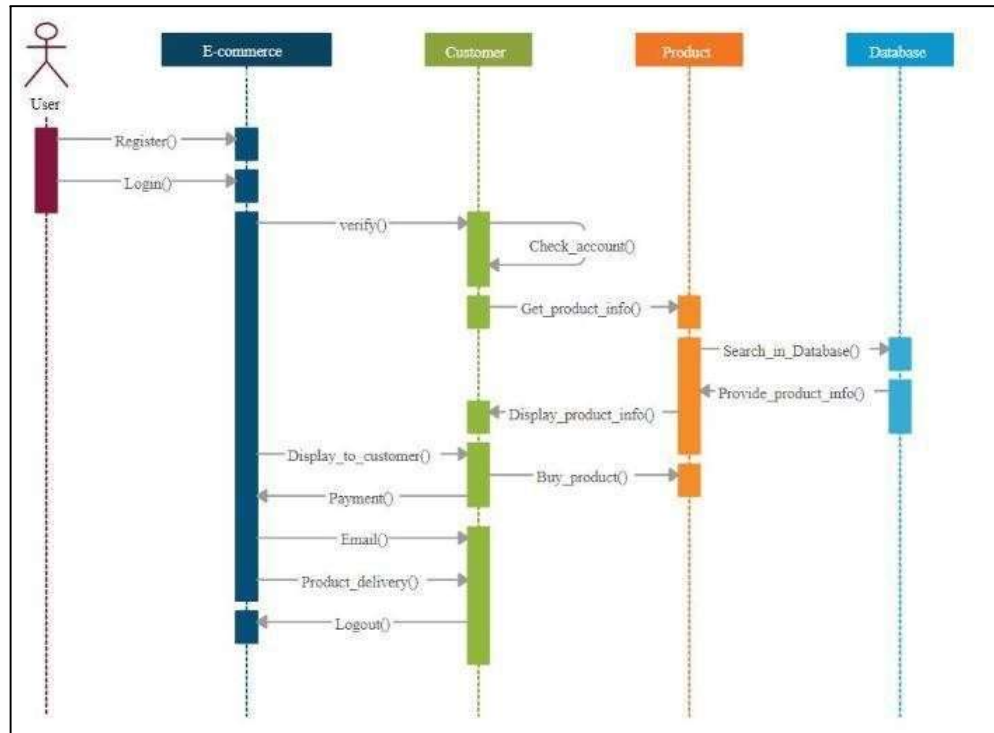 E-commerce
Customer
Product
Database
User
Register()
Login()
verify()
Check_account()
Get_product_info()
Search_in_Database()
Provide_product_info()
Display_product_info()
Display_to_customer()
Buy_product()
Payment()
Email()
Product_delivery()
Logout()